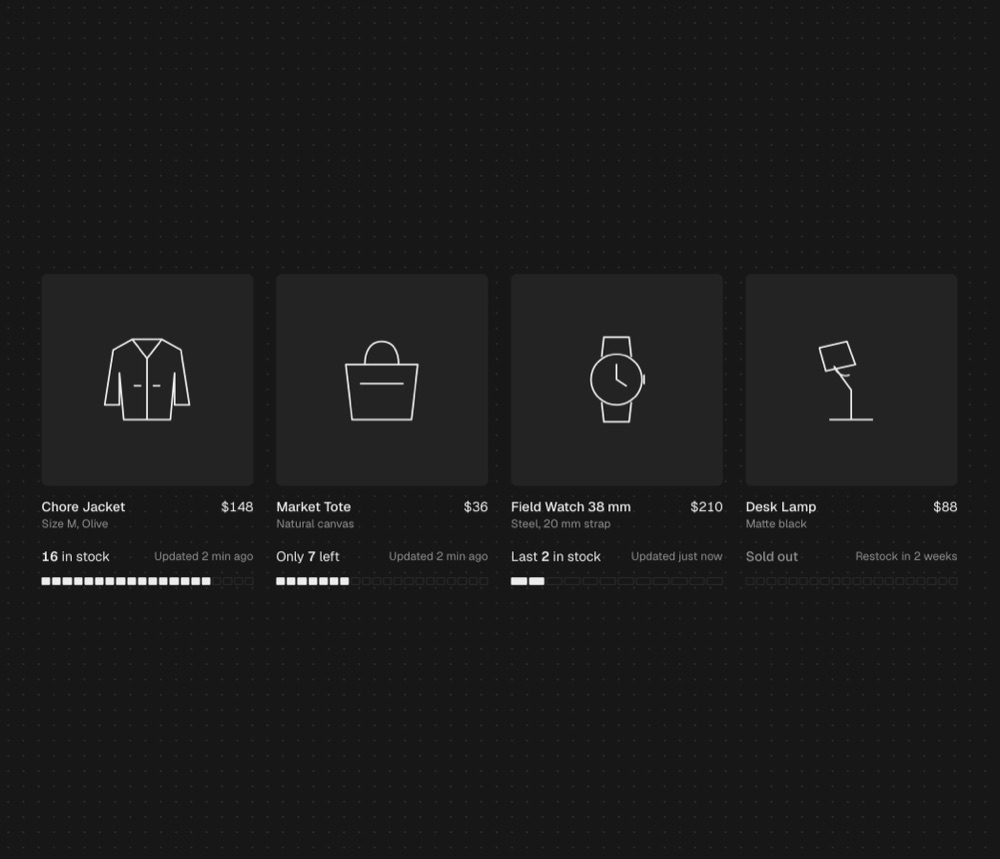 Chore Jacket $148
Size M, Olive
16 in stock Updated 2 min ago
Market Tote $36
Natural canvas
Only 7 left Updated 2 min ago
Field Watch 38 mm $210
Steel, 20 mm strap
Last 2 in stock Updated just now
Desk Lamp $88
Matte black
Sold out Restock in 2 weeks